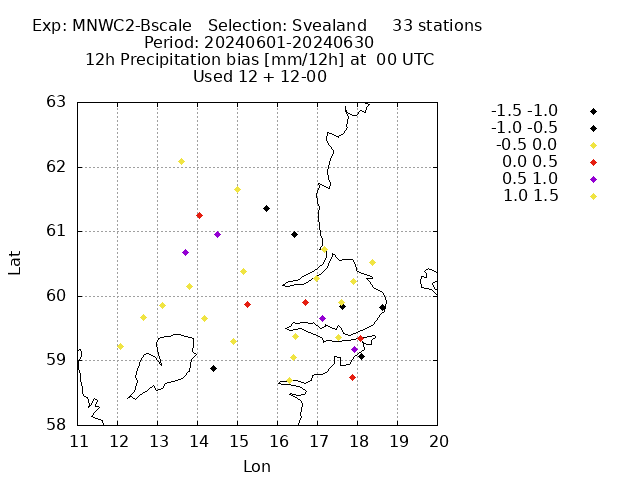 Exp: MNWC2-Bscale   Selection: Svealand     33 stations
Period: 20240601-20240630
12h Precipitation bias [mm/12h] at  00 UTC
Used 12 + 12-00
-1.5 -1.0
-1.0 -0.5
-0.5 0.0
0.0 0.5
0.5 1.0
1.0 1.5
63
62
61
60
59
58
Lat
11 12 13 14 15 16 17 18 19 20
Lon